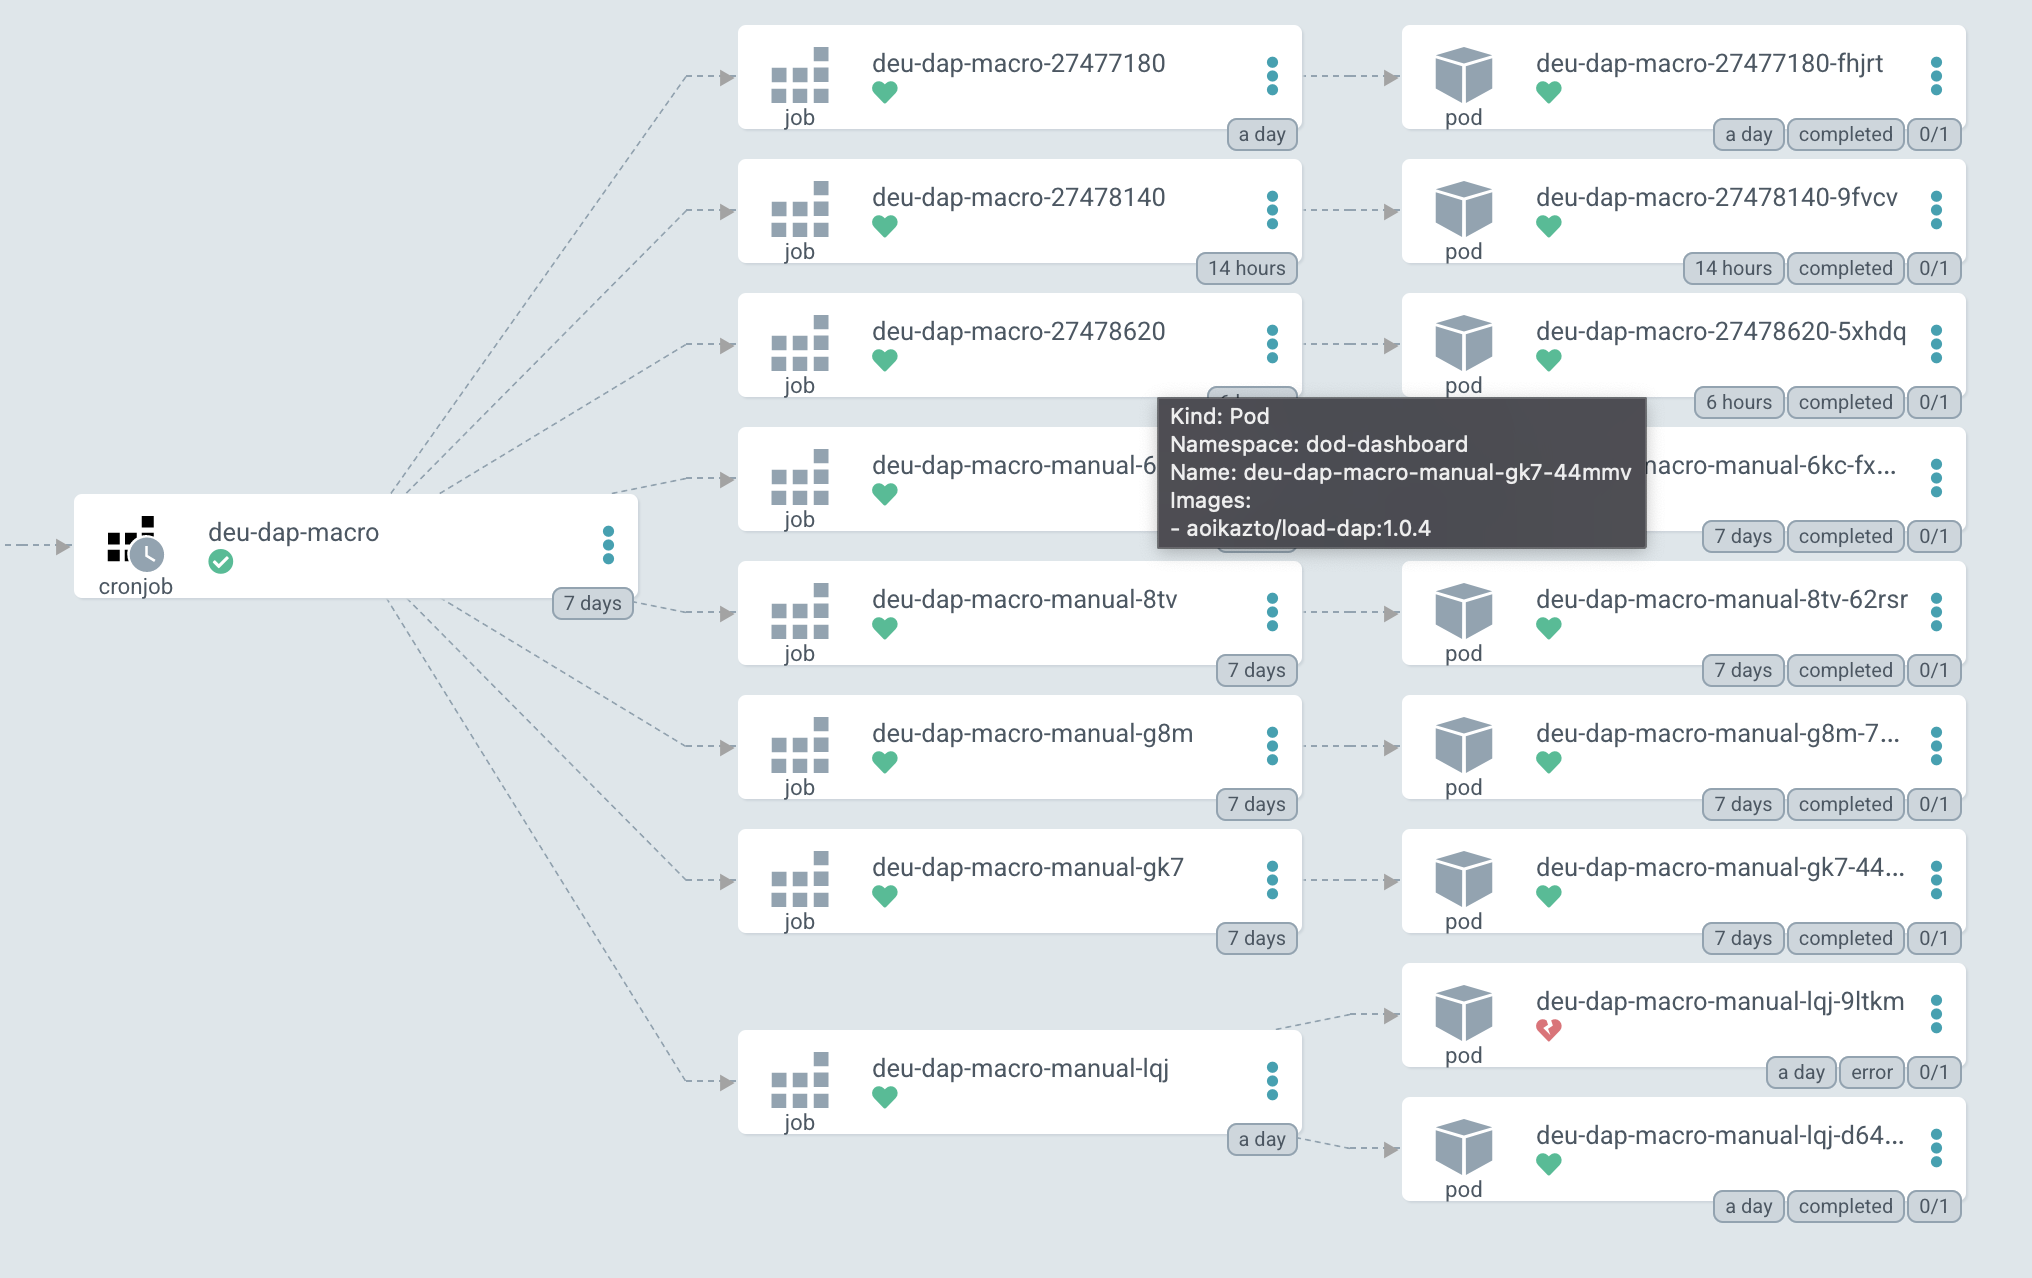 deu-dap-macro
cronjob
7 days
deu-dap-macro-27477180
job
a day
deu-dap-macro-27477180-fhjrt
pod
a day completed 0/1
deu-dap-macro-27478140
job
14 hours
deu-dap-macro-27478140-9fvcv
pod
14 hours completed 0/1
deu-dap-macro-27478620
job
deu-dap-macro-27478620-5xhdq
pod
6 hours completed 0/1
Kind: Pod
Namespace: dod-dashboard
Name: deu-dap-macro-manual-gk7-44mmv
Images:
- aoikazto/load-dap:1.0.4
deu-dap-macro-manual-6
job
macro-manual-6kc-fx...
7 days completed 0/1
deu-dap-macro-manual-8tv
job
7 days
deu-dap-macro-manual-8tv-62rsr
pod
7 days completed 0/1
deu-dap-macro-manual-g8m
job
7 days
deu-dap-macro-manual-g8m-7...
pod
7 days completed 0/1
deu-dap-macro-manual-gk7
job
7 days
deu-dap-macro-manual-gk7-44...
pod
7 days completed 0/1
deu-dap-macro-manual-lqj
job
a day
deu-dap-macro-manual-lqj-9ltkm
pod
a day error 0/1
deu-dap-macro-manual-lqj-d64...
pod
a day completed 0/1